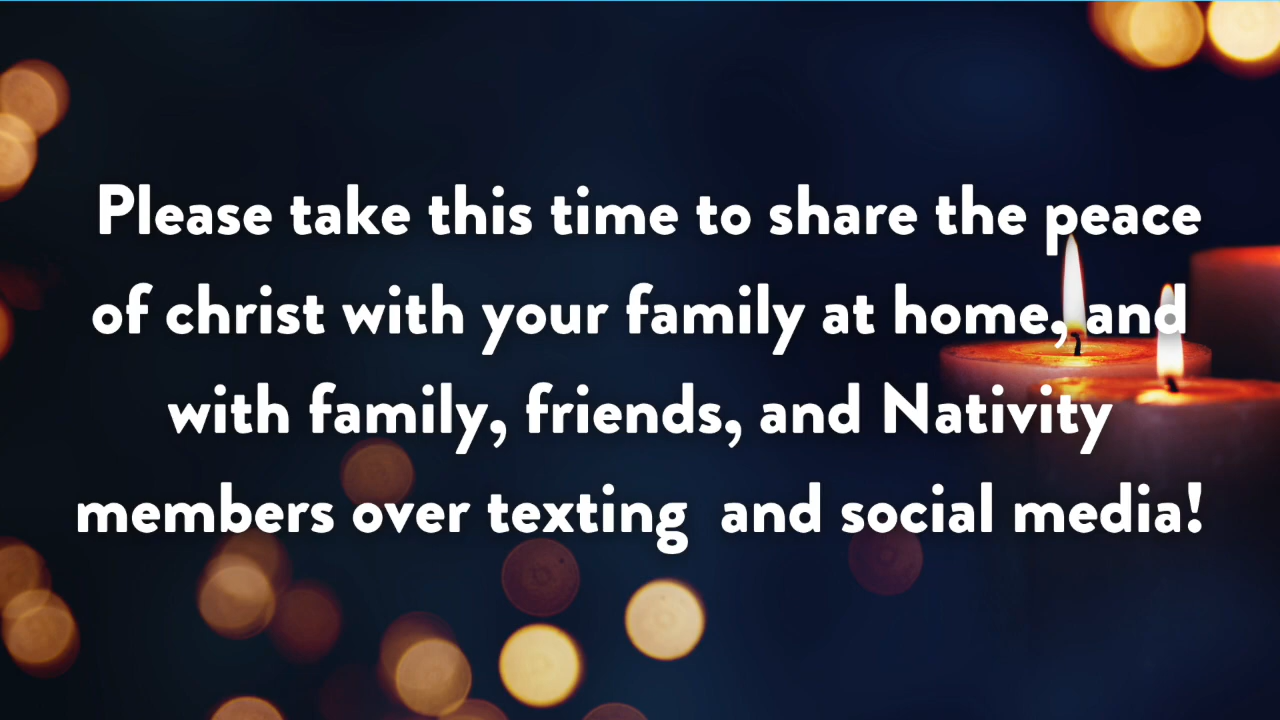 Please take this time to share the peace
of christ with your family at home, and
with family, friends, and Nativity
members over texting  and social media!